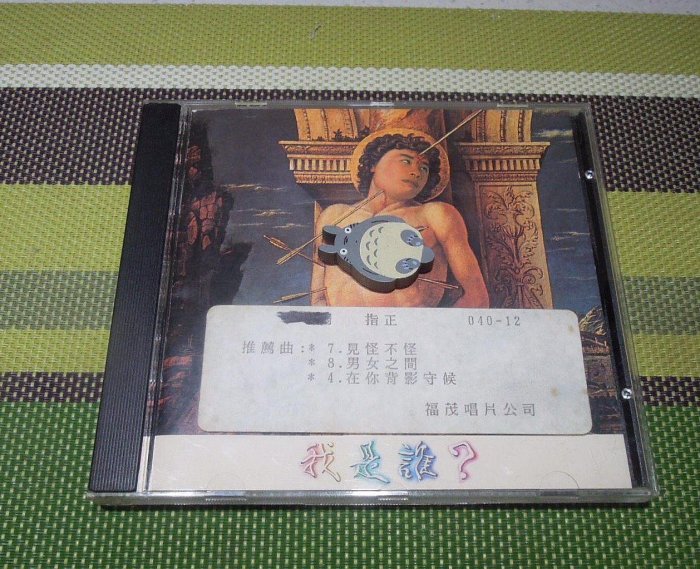 指正 040-12
推薦曲:＊7.見怪不怪
＊8.男女之間
＊4.在你背影守候
福茂唱片公司
我是誰？